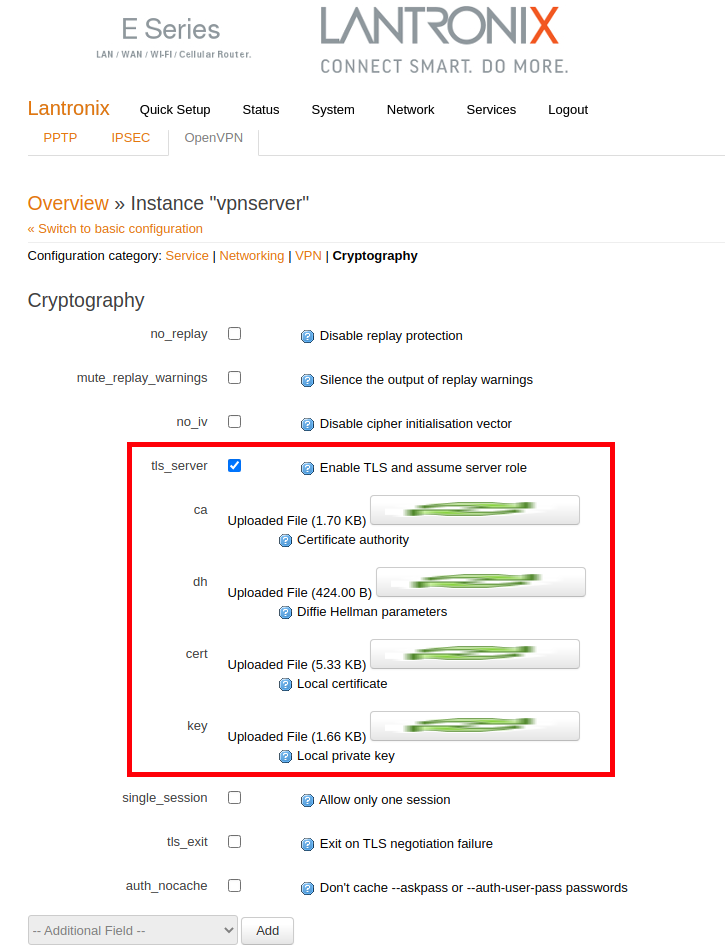 E Series
LAN / WAN / WI-FI / Cellular Router.
LANTRONIX
CONNECT SMART. DO MORE.
Lantronix Quick Setup Status System Network Services Logout
PPTP IPSEC OpenVPN
Overview » Instance "vpnserver"
« Switch to basic configuration
Configuration category: Service | Networking | VPN | Cryptography
Cryptography
no_replay Disable replay protection
mute_replay_warnings Silence the output of replay warnings
no_iv Disable cipher initialisation vector
tls_server Enable TLS and assume server role
ca
Uploaded File (1.70 KB)
Certificate authority
dh
Uploaded File (424.00 B)
Diffie Hellman parameters
cert
Uploaded File (5.33 KB)
Local certificate
key
Uploaded File (1.66 KB)
Local private key
single_session Allow only one session
tls_exit Exit on TLS negotiation failure
auth_nocache Don't cache --askpass or --auth-user-pass passwords
-- Additional Field -- Add